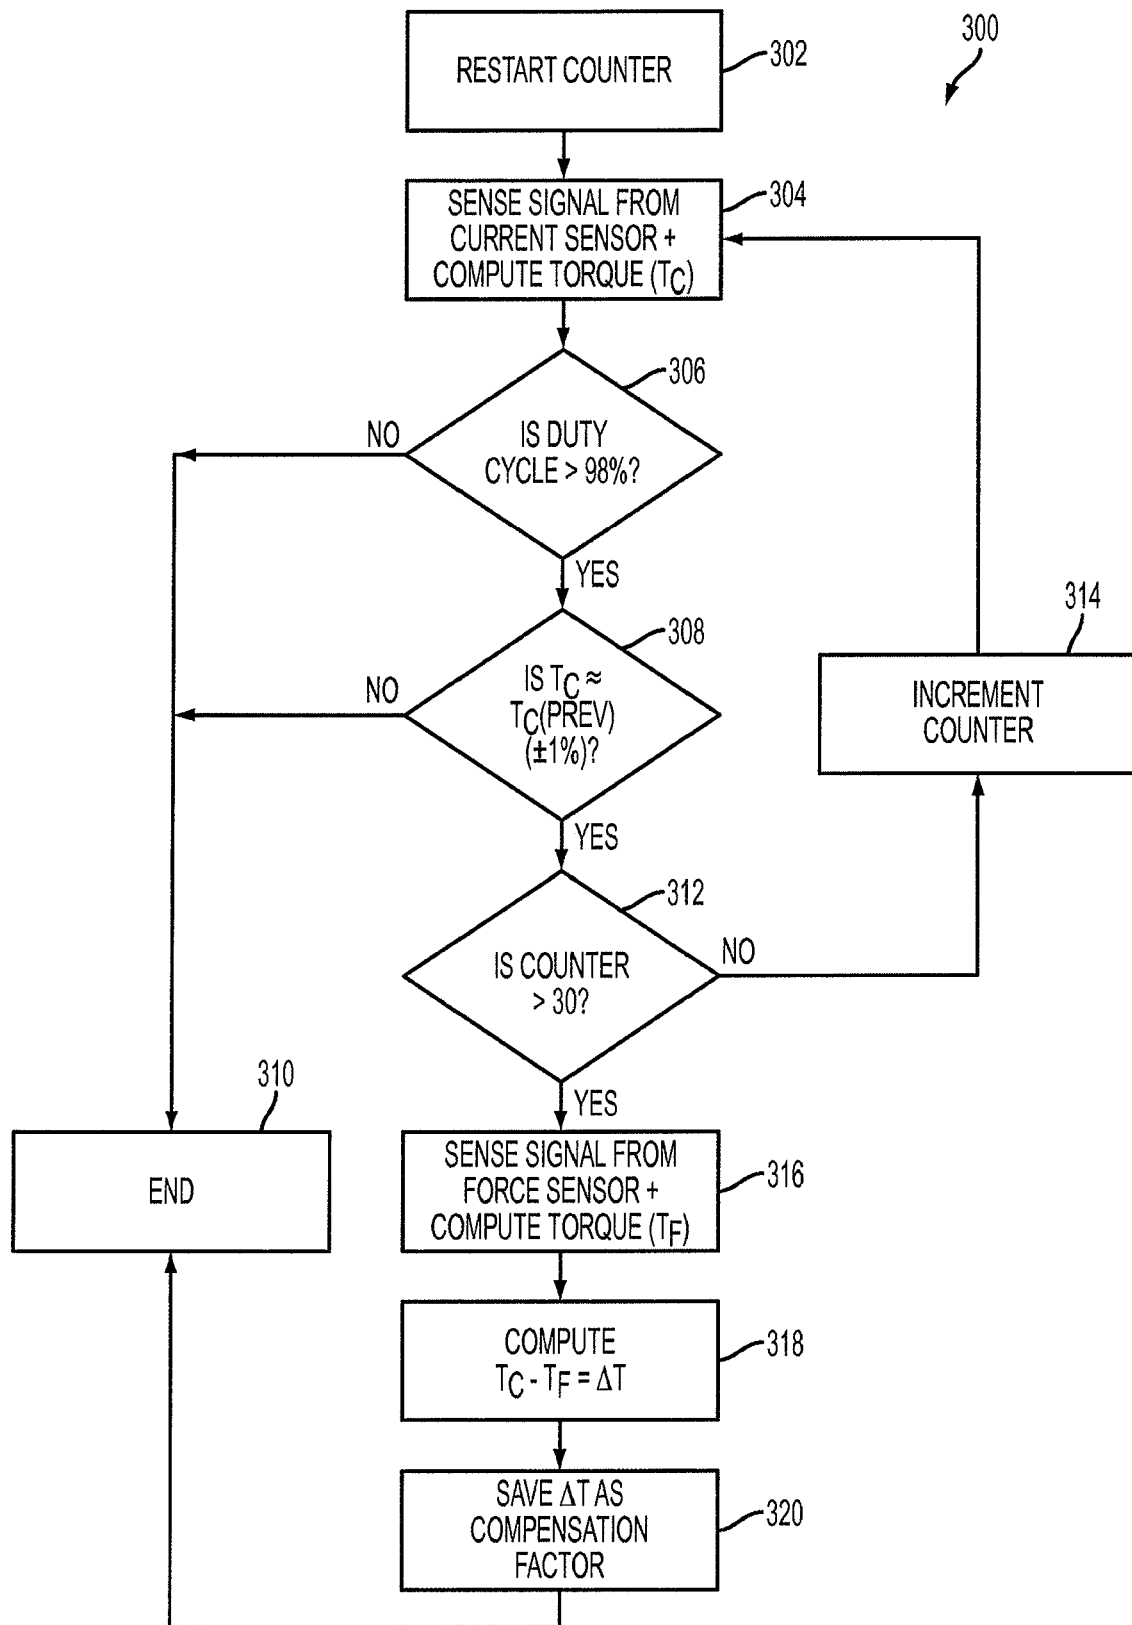 300
RESTART COUNTER
302
SENSE SIGNAL FROM
CURRENT SENSOR +
COMPUTE TORQUE (TC)
304
IS DUTY
CYCLE > 98%?
306
NO
YES
IS TC ≈
TC(PREV)
(±1%)?
308
NO
YES
INCREMENT
COUNTER
314
IS COUNTER
> 30?
312
NO
YES
END
310
SENSE SIGNAL FROM
FORCE SENSOR +
COMPUTE TORQUE (TF)
316
COMPUTE
TC - TF = ΔT
318
SAVE ΔT AS
COMPENSATION
FACTOR
320